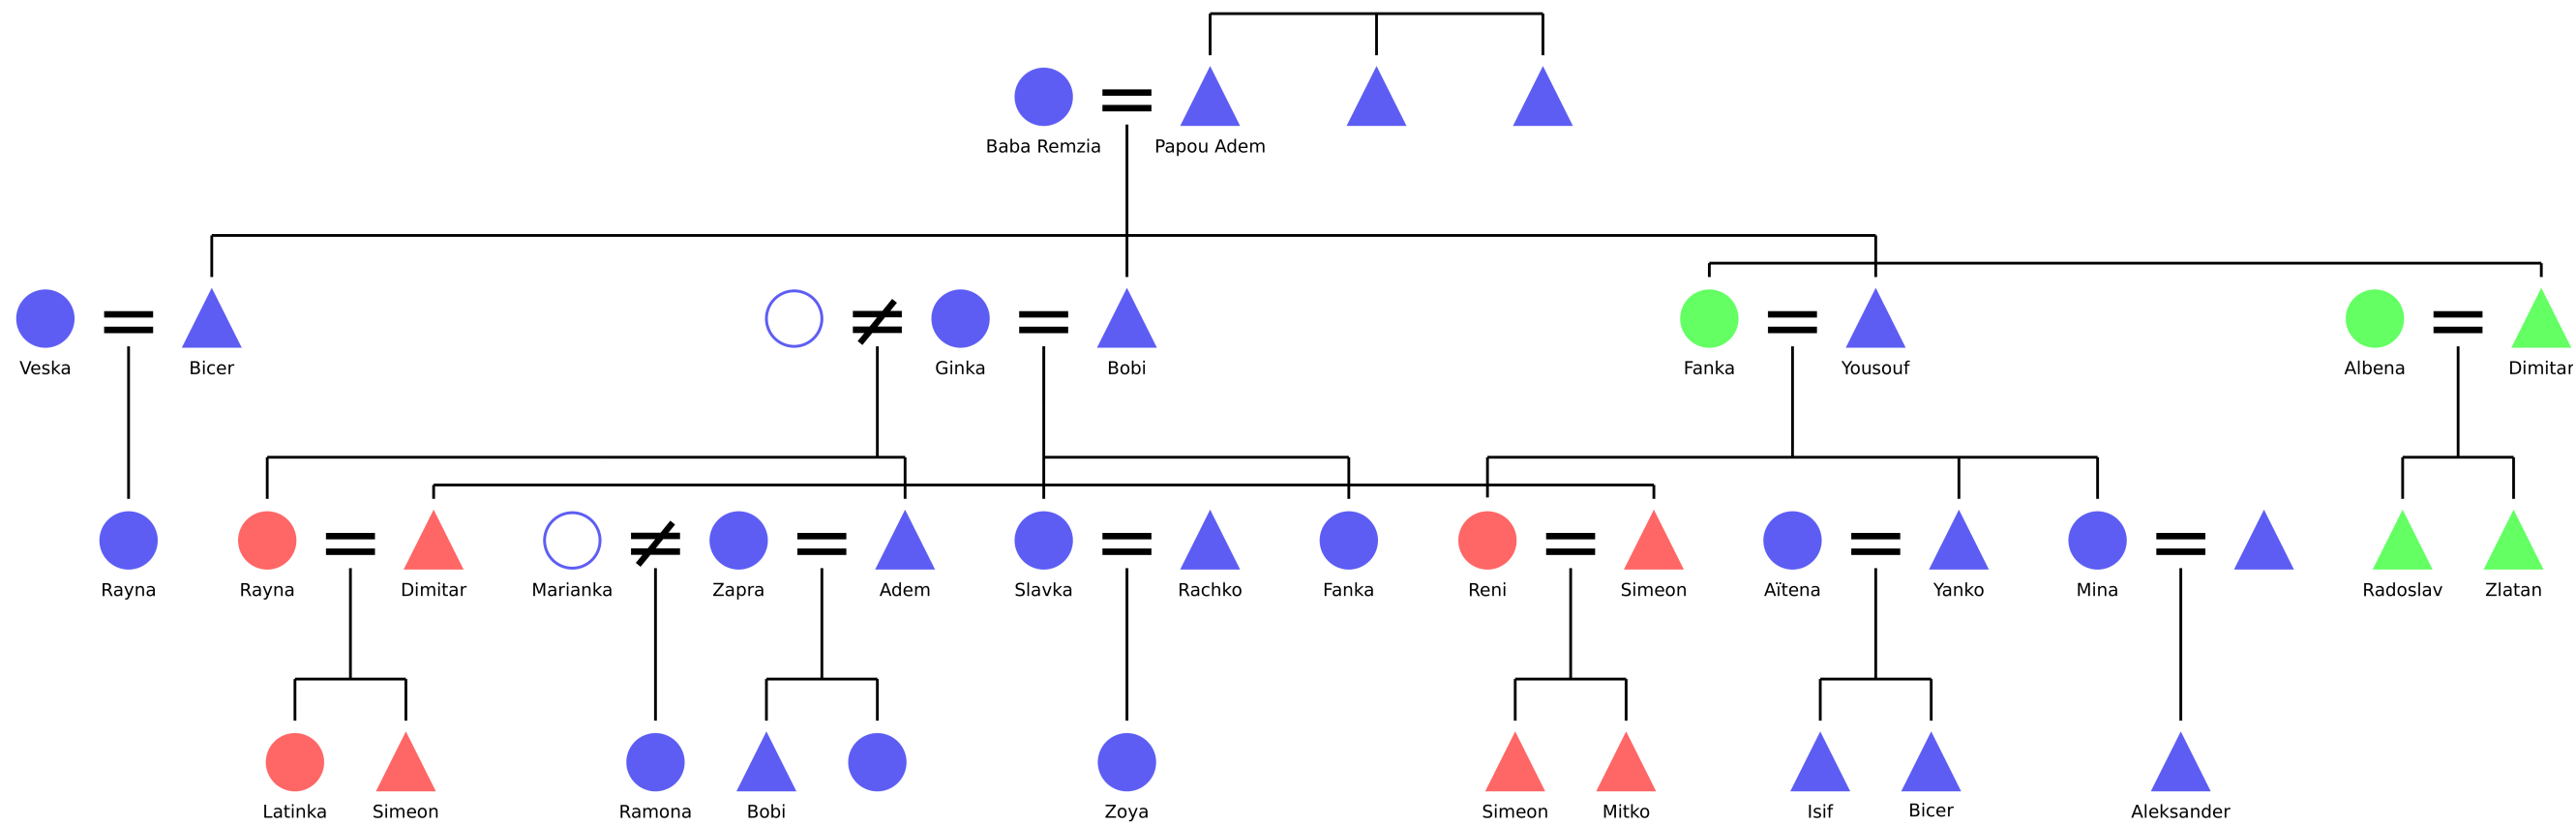 Baba Remzia
Papou Adem
Veska
Bicer
Ginka
Bobi
Fanka
Yousouf
Albena
Dimitar
Rayna
Rayna
Dimitar
Marianka
Zapra
Adem
Slavka
Rachko
Fanka
Reni
Simeon
Aïtena
Yanko
Mina
Radoslav
Zlatan
Latinka
Simeon
Ramona
Bobi
Zoya
Simeon
Mitko
Isif
Bicer
Aleksander